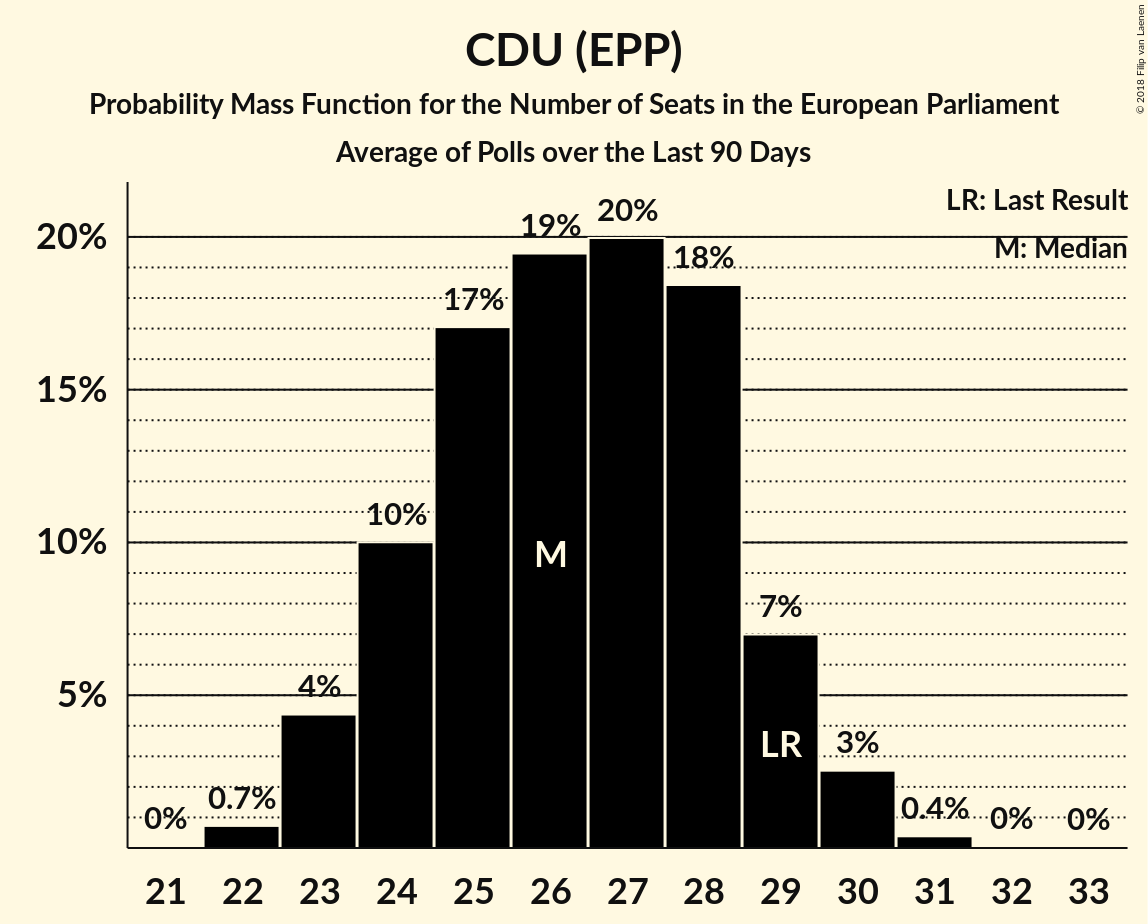 CDU (EPP)
Probability Mass Function for the Number of Seats in the European Parliament
Average of Polls over the Last 90 Days
© 2018 Filip van Laenen
LR: Last Result
M: Median
20%
15%
10%
5%
0%
0.7%
4%
10%
17%
19%
20%
18%
7%
3%
0.4%
0%
0%
M
LR
21 22 23 24 25 26 27 28 29 30 31 32 33